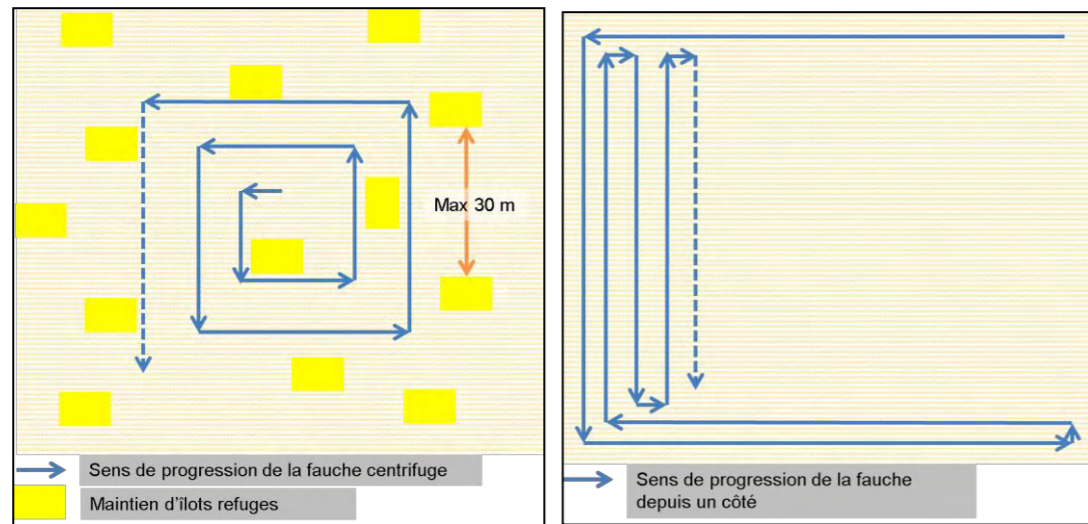 Max 30 m
Sens de progression de la fauche centrifuge
Maintien d'îlots refuges
Sens de progression de la fauche
depuis un côté